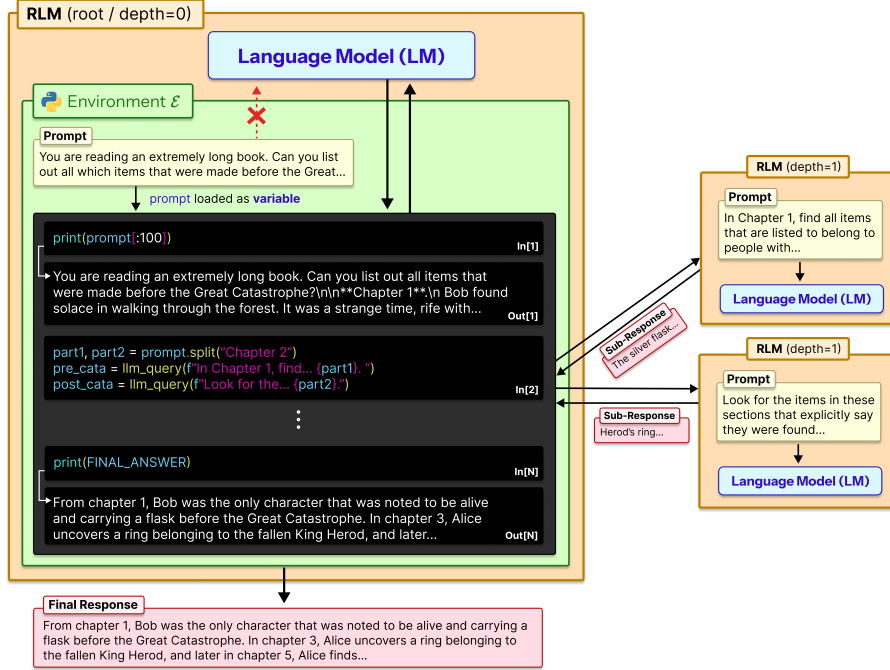 RLM (root / depth=0)
Language Model (LM)
Environment ℰ
Prompt
You are reading an extremely long book. Can you list
out all which items that were made before the Great...
prompt loaded as variable
print(prompt[:100])
In[1]
You are reading an extremely long book. Can you list out all items that
were made before the Great Catastrophe?\n\n**Chapter 1**.\n Bob found
solace in walking through the forest. It was a strange time, rife with...
Out[1]
part1, part2 = prompt.split("Chapter 2")
pre_cata = llm_query(f"In Chapter 1, find... {part1}. ")
post_cata = llm_query(f"Look for the... {part2}.")
In[2]
print(FINAL_ANSWER)
In[N]
From chapter 1, Bob was the only character that was noted to be alive
and carrying a flask before the Great Catastrophe. In chapter 3, Alice
uncovers a ring belonging to the fallen King Herod, and later...
Out[N]
Final Response
From chapter 1, Bob was the only character that was noted to be alive and carrying a
flask before the Great Catastrophe. In chapter 3, Alice uncovers a ring belonging to
the fallen King Herod, and later in chapter 5, Alice finds...
Sub-Response
The silver flask...
Sub-Response
Herod's ring...
RLM (depth=1)
Prompt
In Chapter 1, find all items
that are listed to belong to
people with...
Language Model (LM)
RLM (depth=1)
Prompt
Look for the items in these
sections that explicitly say
they were found...
Language Model (LM)